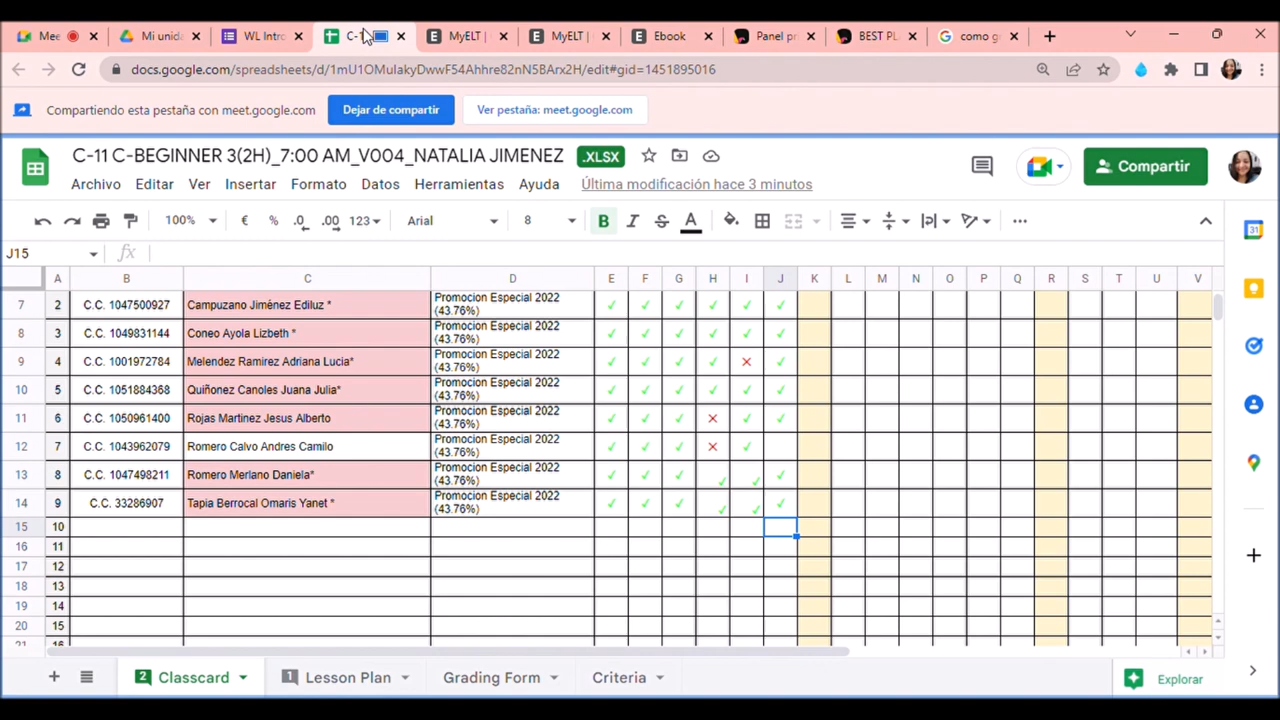 Mee
Mi unida
WL Intro
C-1
MyELT |
MyELT |
Ebook
Panel pr
BEST PL
como g
docs.google.com/spreadsheets/d/1mU1OMulakyDwwF54Ahhre82nN5BArx2H/edit#gid=1451895016
Compartiendo esta pestaña con meet.google.com
Dejar de compartir
Ver pestaña: meet.google.com
C-11 C-BEGINNER 3(2H)_7:00 AM_V004_NATALIA JIMENEZ
.XLSX
Compartir
Archivo Editar Ver Insertar Formato Datos Herramientas Ayuda Última modificación hace 3 minutos
100% € % .0 .00 123 Arial 8 B I S A
31
J15 fx
A B C D E F G H I J K L M N O P Q R S T U V
7 2 C.C. 1047500927 Campuzano Jiménez Ediluz * Promocion Especial 2022
(43.76%) ✓ ✓ ✓ ✓ ✓ ✓
8 3 C.C. 1049831144 Coneo Ayola Lizbeth * Promocion Especial 2022
(43.76%) ✓ ✓ ✓ ✓ ✓ ✓
9 4 C.C. 1001972784 Melendez Ramirez Adriana Lucia* Promocion Especial 2022
(43.76%) ✓ ✓ ✓ ✓ ✕ ✓
10 5 C.C. 1051884368 Quiñonez Canoles Juana Julia* Promocion Especial 2022
(43.76%) ✓ ✓ ✓ ✓ ✓ ✓
11 6 C.C. 1050961400 Rojas Martinez Jesus Alberto Promocion Especial 2022
(43.76%) ✓ ✓ ✓ ✕ ✓ ✓
12 7 C.C. 1043962079 Romero Calvo Andres Camilo Promocion Especial 2022
(43.76%) ✓ ✓ ✓ ✕ ✓
13 8 C.C. 1047498211 Romero Merlano Daniela* Promocion Especial 2022
(43.76%) ✓ ✓ ✓ ✓ ✓ ✓
14 9 C.C. 33286907 Tapia Berrocal Omaris Yanet * Promocion Especial 2022
(43.76%) ✓ ✓ ✓ ✓ ✓ ✓
15 10
16 11
17 12
18 13
19 14
20 15
21 16
2 Classcard 1 Lesson Plan Grading Form Criteria Explorar